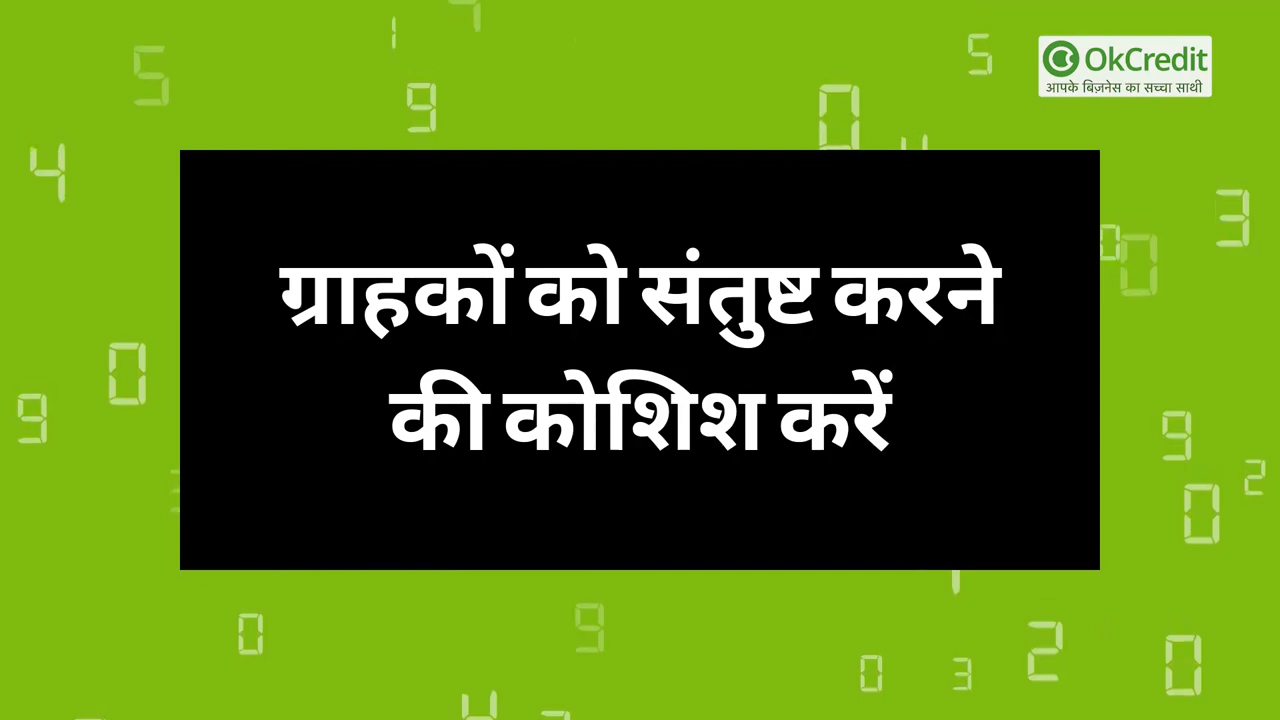 OkCredit
आपके बिज़नेस का सच्चा साथी
ग्राहकों को संतुष्ट करने
की कोशिश करें